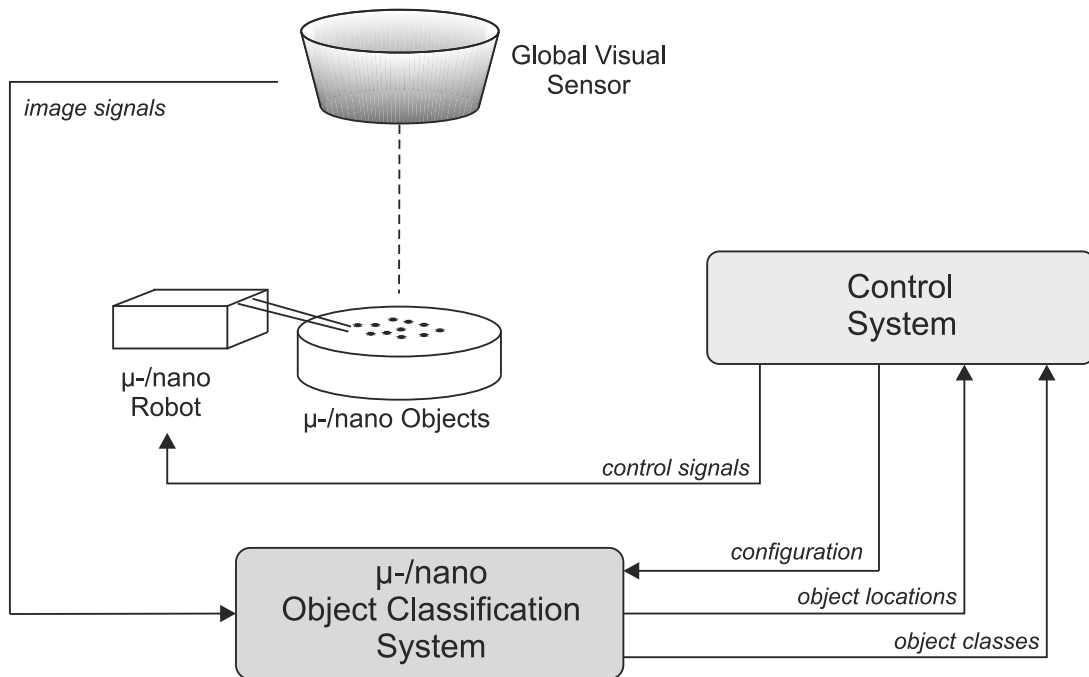 Global Visual
Sensor
image signals
Control
System
µ-/nano
Robot
µ-/nano Objects
control signals
configuration
µ-/nano
Object Classification
System
object locations
object classes